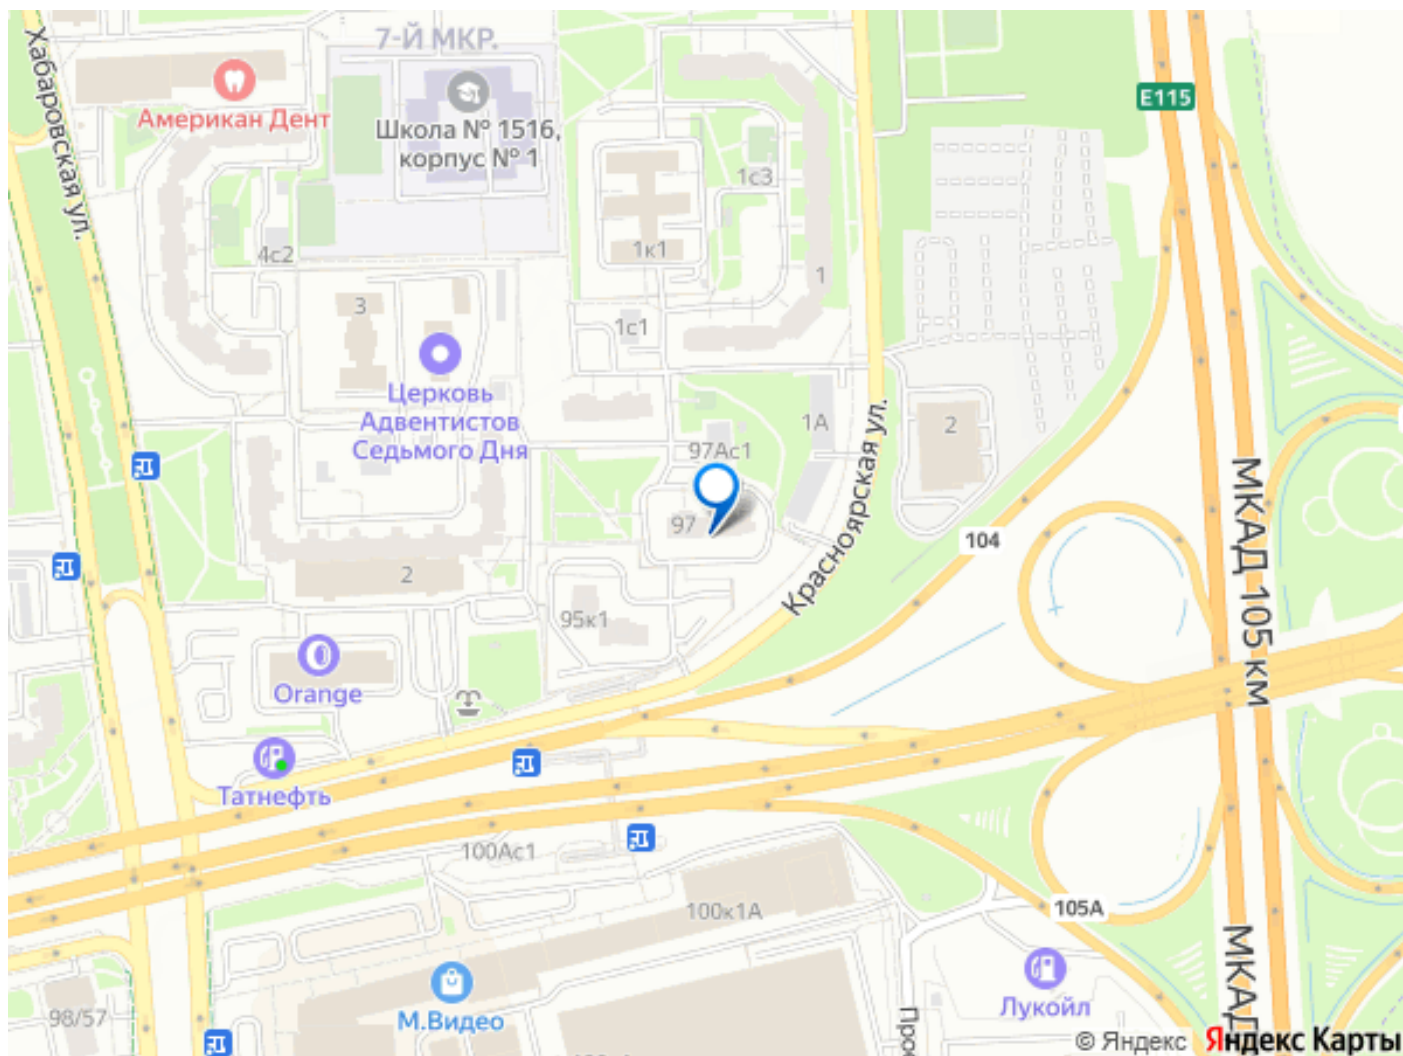 Хабаровская ул.
7-Й МКР.
Американ Дент
Школа № 1516,
корпус № 1
E115
1с3
4с2
1к1
1
3
1с1
Церковь
Адвентистов
Седьмого Дня
1А
2
97Ас1
97
Красноярская ул.
104
МКАД 105 км
2
95к1
Orange
Татнефть
100Ас1
100к1А
105А
М.Видео
Лукойл
МКАД
98/57
© Яндекс
Яндекс Карты